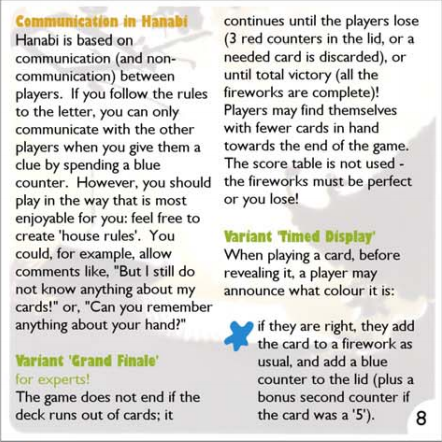 Communication in Hanabi
Hanabi is based on
communication (and non-
communication) between
players. If you follow the rules
to the letter, you can only
communicate with the other
players when you give them a
clue by spending a blue
counter. However, you should
play in the way that is most
enjoyable for you: feel free to
create 'house rules'. You
could, for example, allow
comments like, "But I still do
not know anything about my
cards!" or, "Can you remember
anything about your hand?"
Variant 'Grand Finale'
for experts!
The game does not end if the
deck runs out of cards; it
continues until the players lose
(3 red counters in the lid, or a
needed card is discarded), or
until total victory (all the
fireworks are complete)!
Players may find themselves
with fewer cards in hand
towards the end of the game.
The score table is not used -
the fireworks must be perfect
or you lose!
Variant 'Timed Display'
When playing a card, before
revealing it, a player may
announce what colour it is:
if they are right, they add
the card to a firework as
usual, and add a blue
counter to the lid (plus a
bonus second counter if
the card was a '5').
8